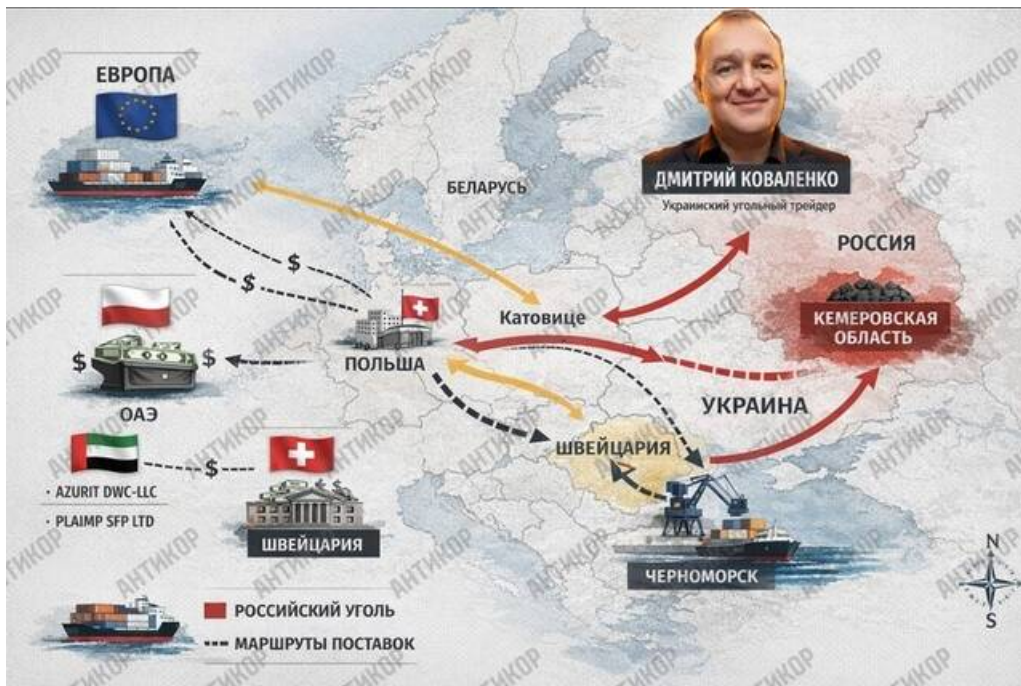 ЕВРОПА
БЕЛАРУСЬ
ДМИТРИЙ КОВАЛЕНКО
Украинский угольный трейдер
РОССИЯ
КЕМЕРОВСКАЯ
ОБЛАСТЬ
$
$
Катовице
ПОЛЬША
$ $
ОАЭ
УКРАИНА
ШВЕЙЦАРИЯ
$
· AZURIT DWC-LLC
· PLAIMP SFP LTD
ШВЕЙЦАРИЯ
ЧЕРНОМОРСК
N
S
РОССИЙСКИЙ УГОЛЬ
МАРШРУТЫ ПОСТАВОК
АНТИКОР